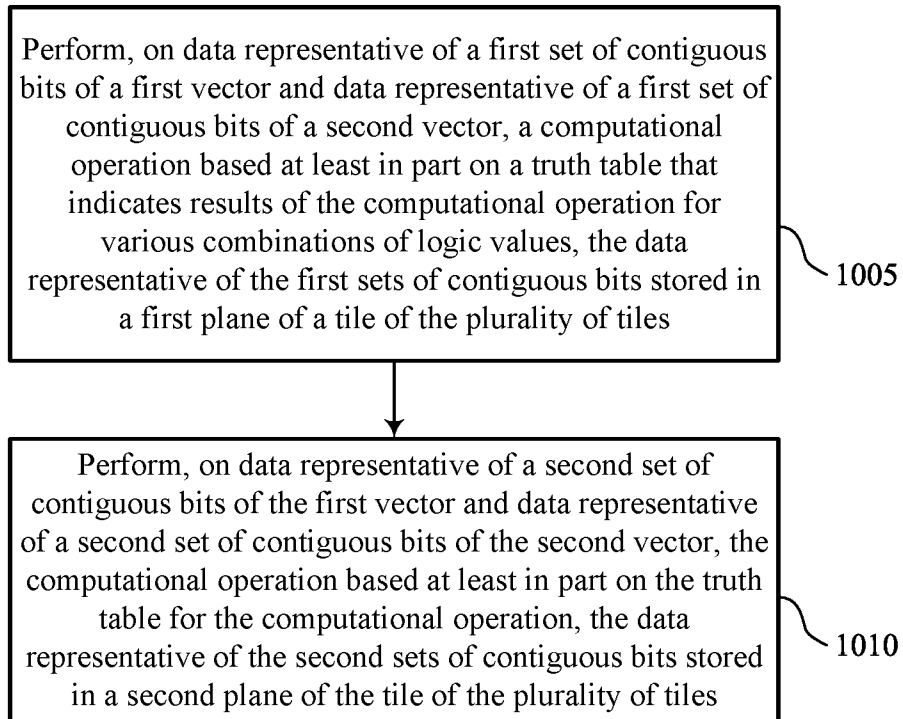 Perform, on data representative of a first set of contiguous
bits of a first vector and data representative of a first set of
contiguous bits of a second vector, a computational
operation based at least in part on a truth table that
indicates results of the computational operation for
various combinations of logic values, the data
representative of the first sets of contiguous bits stored in
a first plane of a tile of the plurality of tiles
1005
Perform, on data representative of a second set of
contiguous bits of the first vector and data representative
of a second set of contiguous bits of the second vector, the
computational operation based at least in part on the truth
table for the computational operation, the data
representative of the second sets of contiguous bits stored
in a second plane of the tile of the plurality of tiles
1010